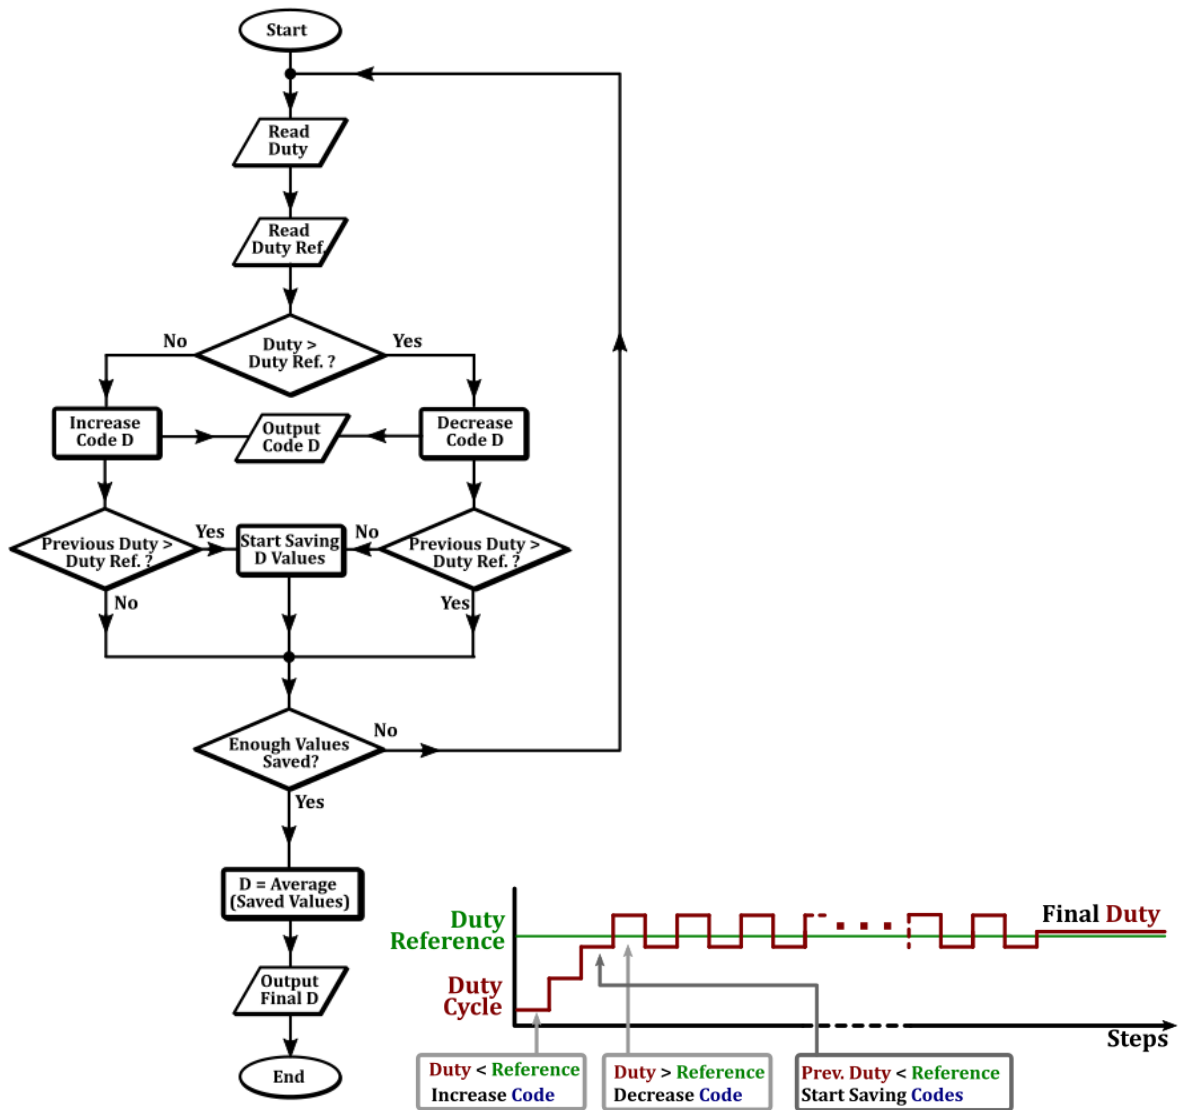 Start
Read
Duty
Read
Duty Ref.
Duty >
Duty Ref. ?
No
Yes
Increase
Code D
Output
Code D
Decrease
Code D
Previous Duty >
Duty Ref. ?
Yes
No
Start Saving
D Values
Previous Duty >
Duty Ref. ?
No
Yes
Enough Values
Saved?
No
Yes
D = Average
(Saved Values)
Output
Final D
End
Duty
Reference
Duty
Cycle
Final Duty
Steps
Duty < Reference
Increase Code
Duty > Reference
Decrease Code
Prev. Duty < Reference
Start Saving Codes